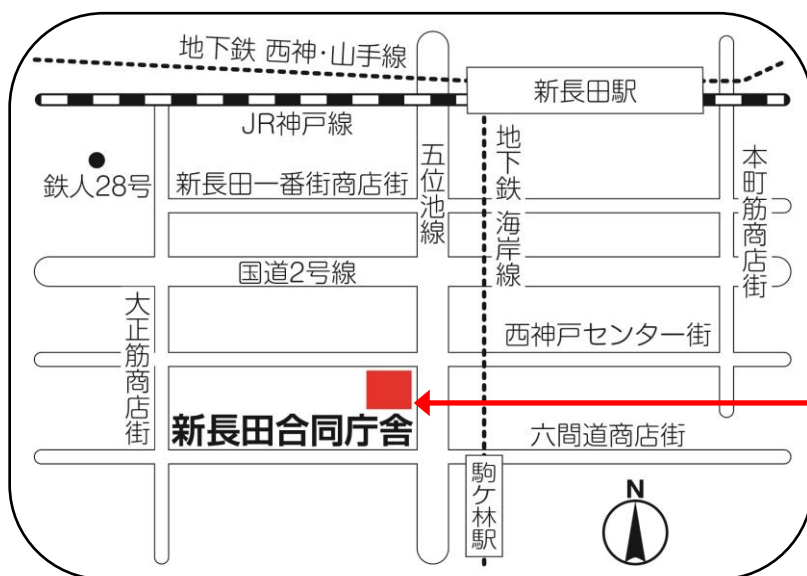 地下鉄 西神・山手線
新長田駅
JR神戸線
鉄人28号
新長田一番街商店街
五位池線
地下鉄 海岸線
本町筋商店街
国道2号線
大正筋商店街
西神戸センター街
新長田合同庁舎
六間道商店街
駒ケ林駅
N